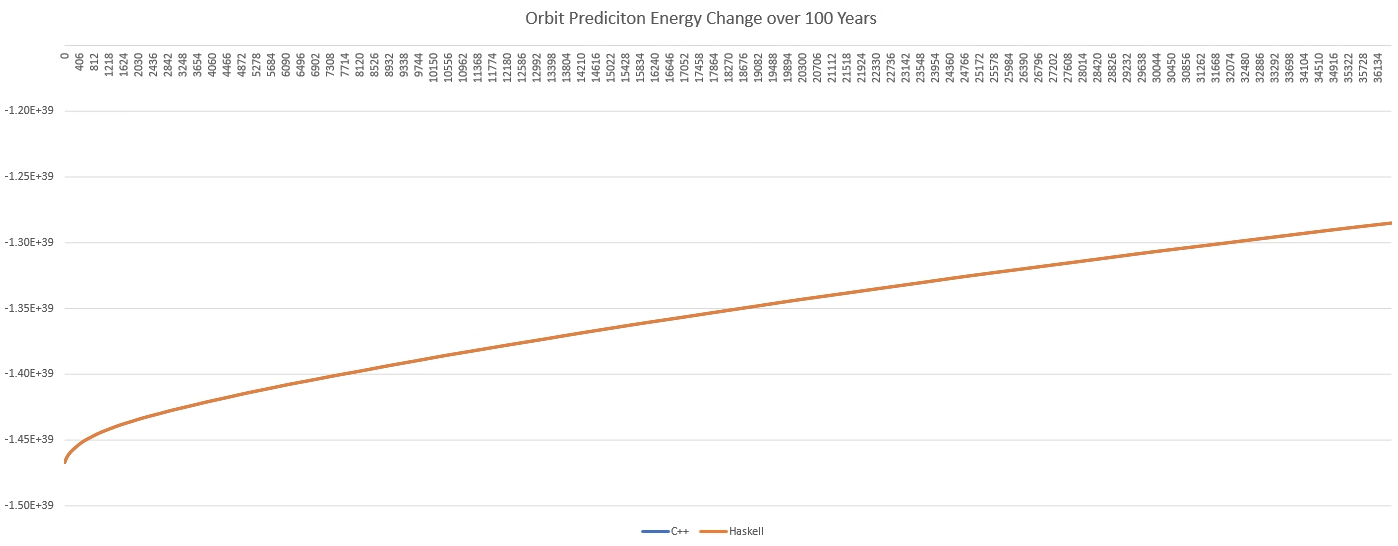 Orbit Prediciton Energy Change over 100 Years
0 406 812 1218 1624 2030 2436 2842 3248 3654 4060 4466 4872 5278 5684 6090 6496 6902 7308 7714 8120 8526 8932 9338 9744 10150 10556 10962 11368 11774 12180 12586 12992 13398 13804 14210 14616 15022 15428 15834 16240 16646 17052 17458 17864 18270 18676 19082 19488 19894 20300 20706 21112 21518 21924 22330 22736 23142 23548 23954 24360 24766 25172 25578 25984 26390 26796 27202 27608 28014 28420 28826 29232 29638 30044 30450 30856 31262 31668 32074 32480 32886 33292 33698 34104 34510 34916 35322 35728 36134
-1.20E+39
-1.25E+39
-1.30E+39
-1.35E+39
-1.40E+39
-1.45E+39
-1.50E+39
C++ Haskell